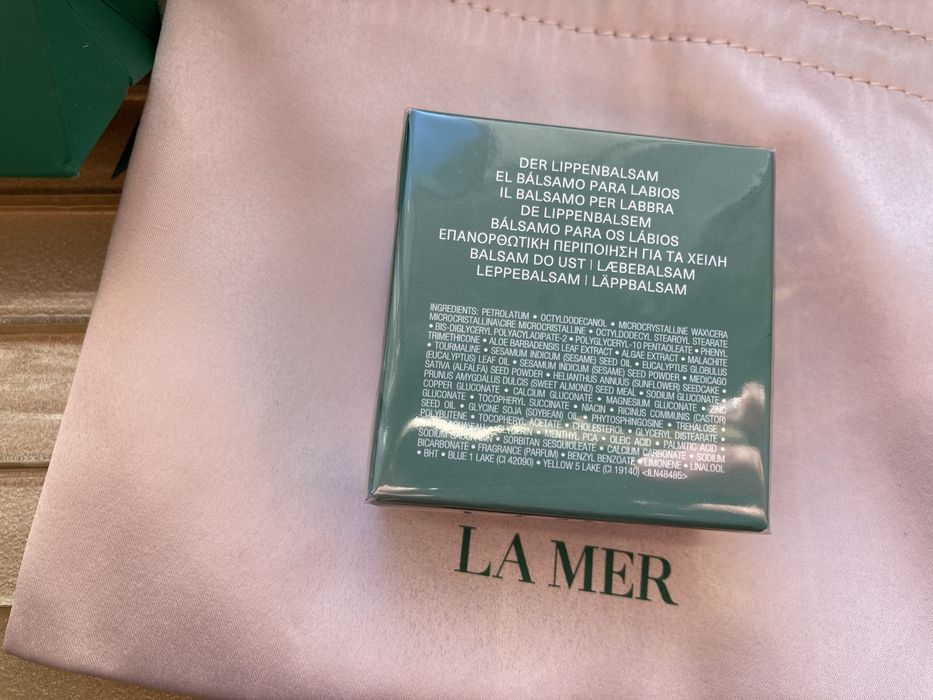 DER LIPPENBALSAM
EL BÁLSAMO PARA LABIOS
IL BALSAMO PER LABBRA
DE LIPPENBALSEM
BÁLSAMO PARA OS LÁBIOS
ΕΠΑΝΟΡΘΩΤΙΚΗ ΠΕΡΙΠΟΙΗΣΗ ΓΙΑ ΤΑ ΧΕΙΛΗ
BALSAM DO UST | LÆBEBALSAM
LEPPEBALSAM | LÄPPBALSAM
INGREDIENTS: PETROLATUM • OCTYLDODECANOL • MICROCRYSTALLINE WAX\CERA
MICROCRISTALLINA\CIRE MICROCRISTALLINE • OCTYLDODECYL STEAROYL STEARATE
• BIS-DIGLYCERYL POLYACYLADIPATE-2 • POLYGLYCERYL-10 PENTAOLEATE • PHENYL
TRIMETHICONE • ALOE BARBADENSIS LEAF EXTRACT • ALGAE EXTRACT • MALACHITE
• TOURMALINE • SESAMUM INDICUM (SESAME) SEED OIL • EUCALYPTUS GLOBULUS
(EUCALYPTUS) LEAF OIL • SESAMUM INDICUM (SESAME) SEED POWDER • MEDICAGO
SATIVA (ALFALFA) SEED POWDER • HELIANTHUS ANNUUS (SUNFLOWER) SEEDCAKE •
PRUNUS AMYGDALUS DULCIS (SWEET ALMOND) SEED MEAL • SODIUM GLUCONATE •
COPPER GLUCONATE • CALCIUM GLUCONATE • MAGNESIUM GLUCONATE • ZINC
GLUCONATE • TOCOPHERYL SUCCINATE • NIACIN • RICINUS COMMUNIS (CASTOR)
SEED OIL • GLYCINE SOJA (SOYBEAN) OIL • PHYTOSPHINGOSINE • TREHALOSE •
POLYBUTENE • TOCOPHERYL ACETATE • CHOLESTEROL • GLYCERYL DISTEARATE •
MENTHYL PCA • OLEIC ACID • PALMITIC ACID •
SODIUM • SORBITAN SESQUIOLEATE • CALCIUM CARBONATE • SODIUM
BICARBONATE • FRAGRANCE (PARFUM) • BENZYL BENZOATE • LIMONENE • LINALOOL
• BHT • BLUE 1 LAKE (CI 42090) • YELLOW 5 LAKE (CI 19140) <ILN48485>
LA MER